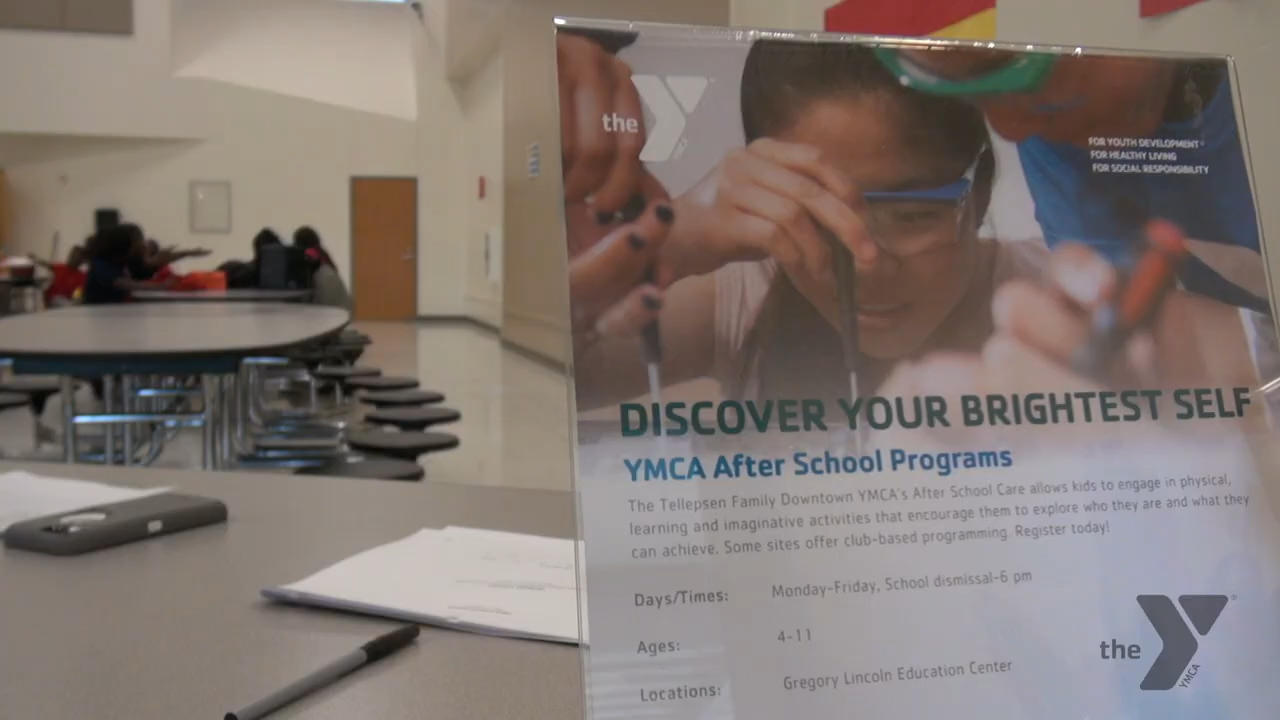 the
FOR YOUTH DEVELOPMENT®
FOR HEALTHY LIVING
FOR SOCIAL RESPONSIBILITY
DISCOVER YOUR BRIGHTEST SELF
YMCA After School Programs
The Tellepsen Family Downtown YMCA's After School Care allows kids to engage in physical,
learning and imaginative activities that encourage them to explore who they are and what they
can achieve. Some sites offer club-based programming. Register today!
Days/Times: Monday-Friday, School dismissal-6 pm
Ages: 4-11
Locations: Gregory Lincoln Education Center
the Y®
YMCA